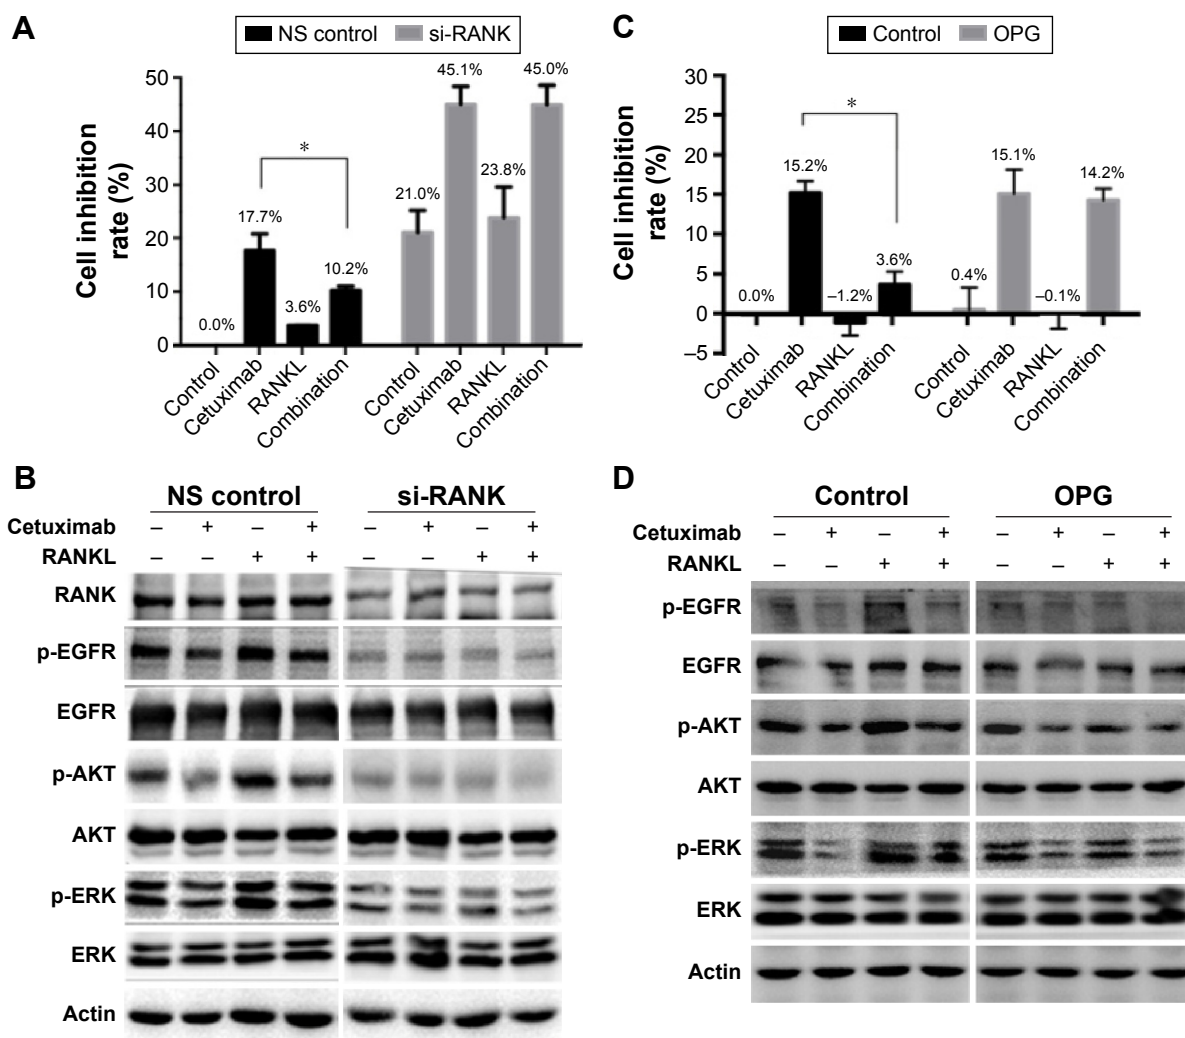 A
NS control si-RANK
Cell inhibition
rate (%)
50
40
30
20
10
0
0.0%
17.7%
3.6%
10.2%
*
21.0%
45.1%
23.8%
45.0%
Control
Cetuximab
RANKL
Combination
Control
Cetuximab
RANKL
Combination
C
Control OPG
Cell inhibition
rate (%)
30
25
20
15
10
5
0
–5
0.0%
15.2%
–1.2%
3.6%
*
0.4%
15.1%
–0.1%
14.2%
Control
Cetuximab
RANKL
Combination
Control
Cetuximab
RANKL
Combination
B
NS control si-RANK
Cetuximab – + – + – + – +
RANKL – – + + – – + +
RANK
p-EGFR
EGFR
p-AKT
AKT
p-ERK
ERK
Actin
D
Control OPG
Cetuximab – + – + – + – +
RANKL – – + + – – + +
p-EGFR
EGFR
p-AKT
AKT
p-ERK
ERK
Actin